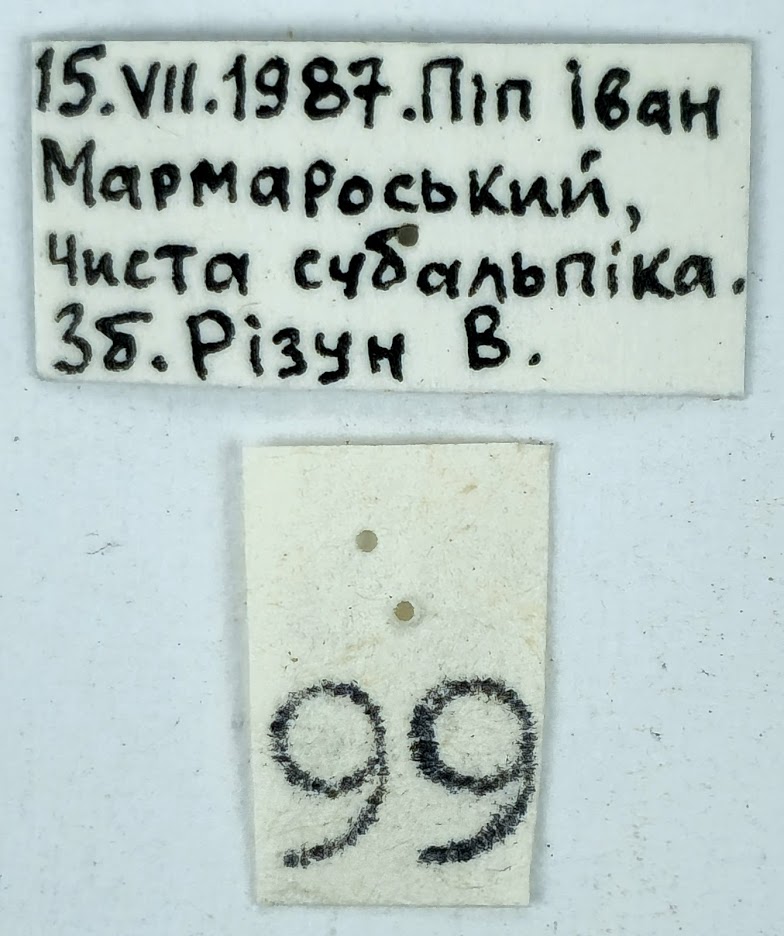 15.VII.1987.Піп Іван
Мармароський,
Чиста субальпіка.
Зб. Різун В.
99